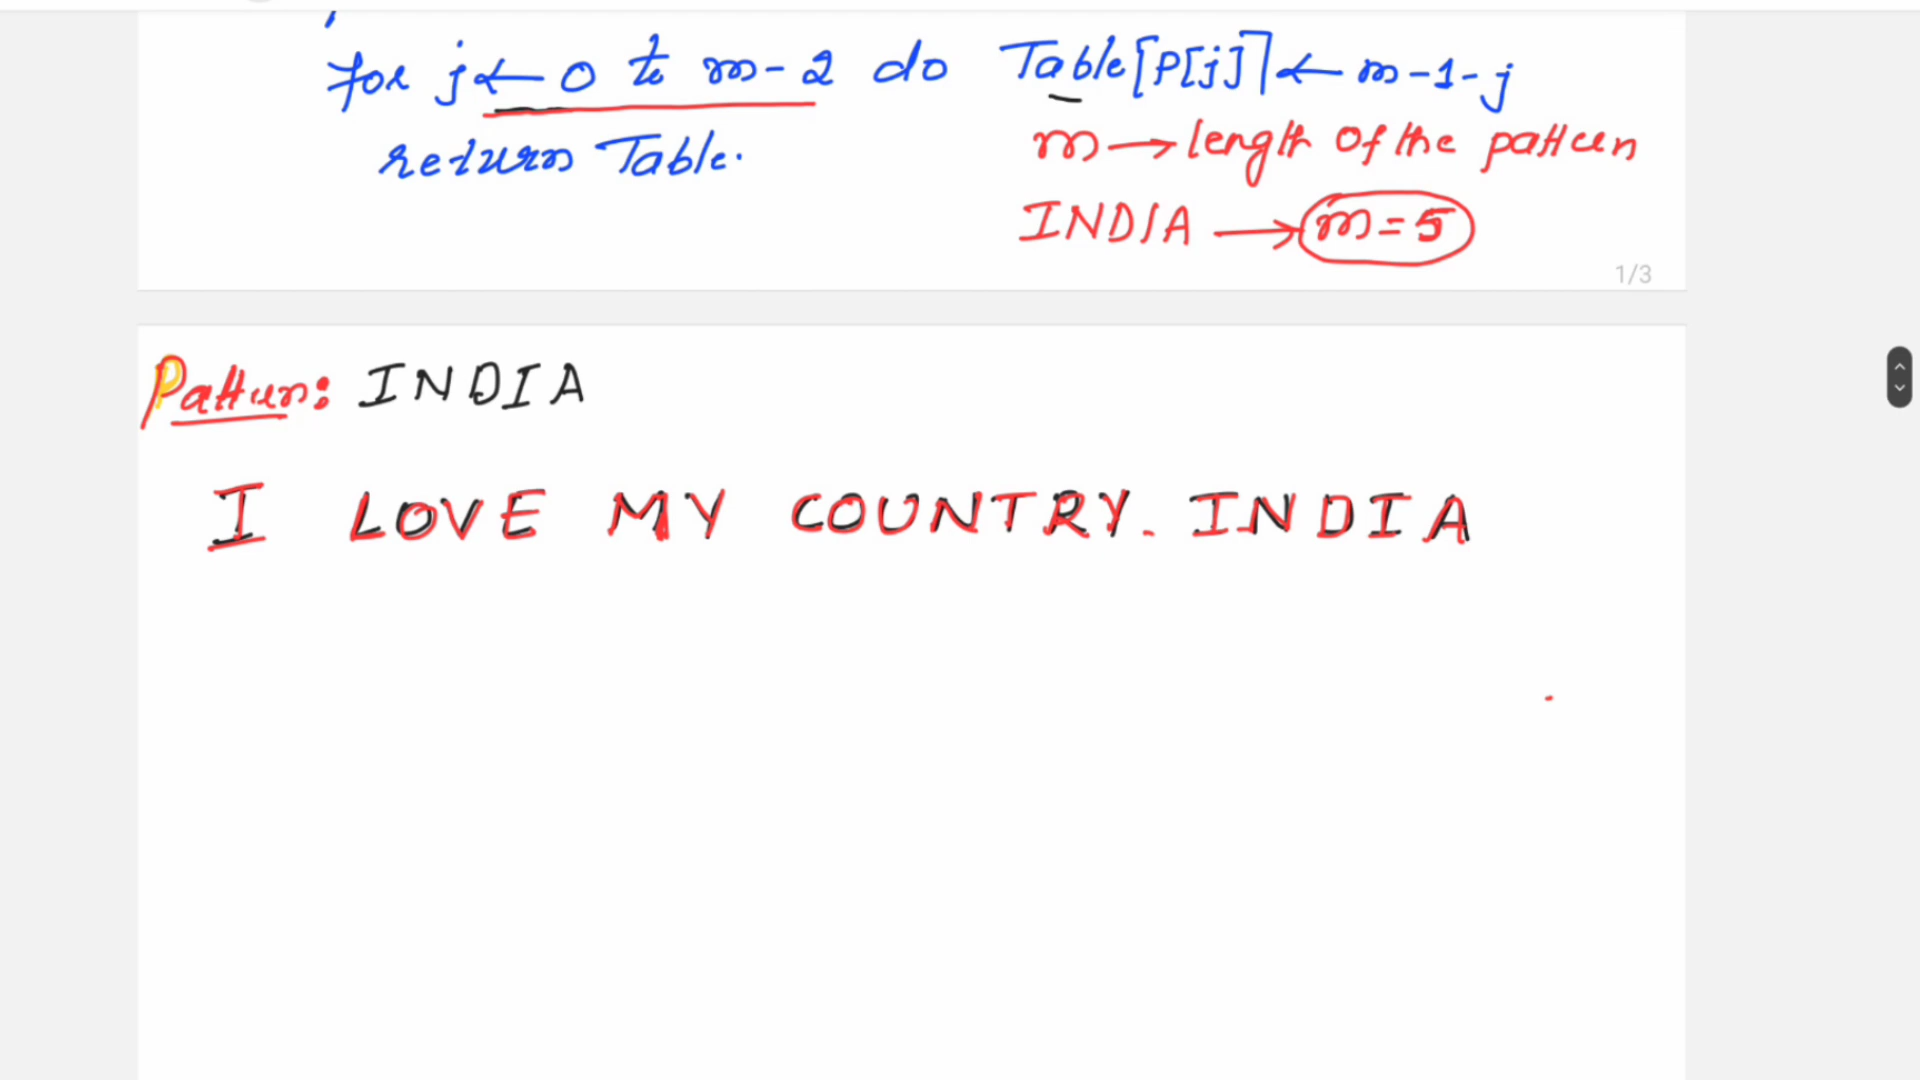 for j ← 0 to m-2 do Table[P[j]] ← m-1-j
return Table.
m → length of the pattern
INDIA → m=5
1/3
Pattern: INDIA
I LOVE MY COUNTRY. INDIA